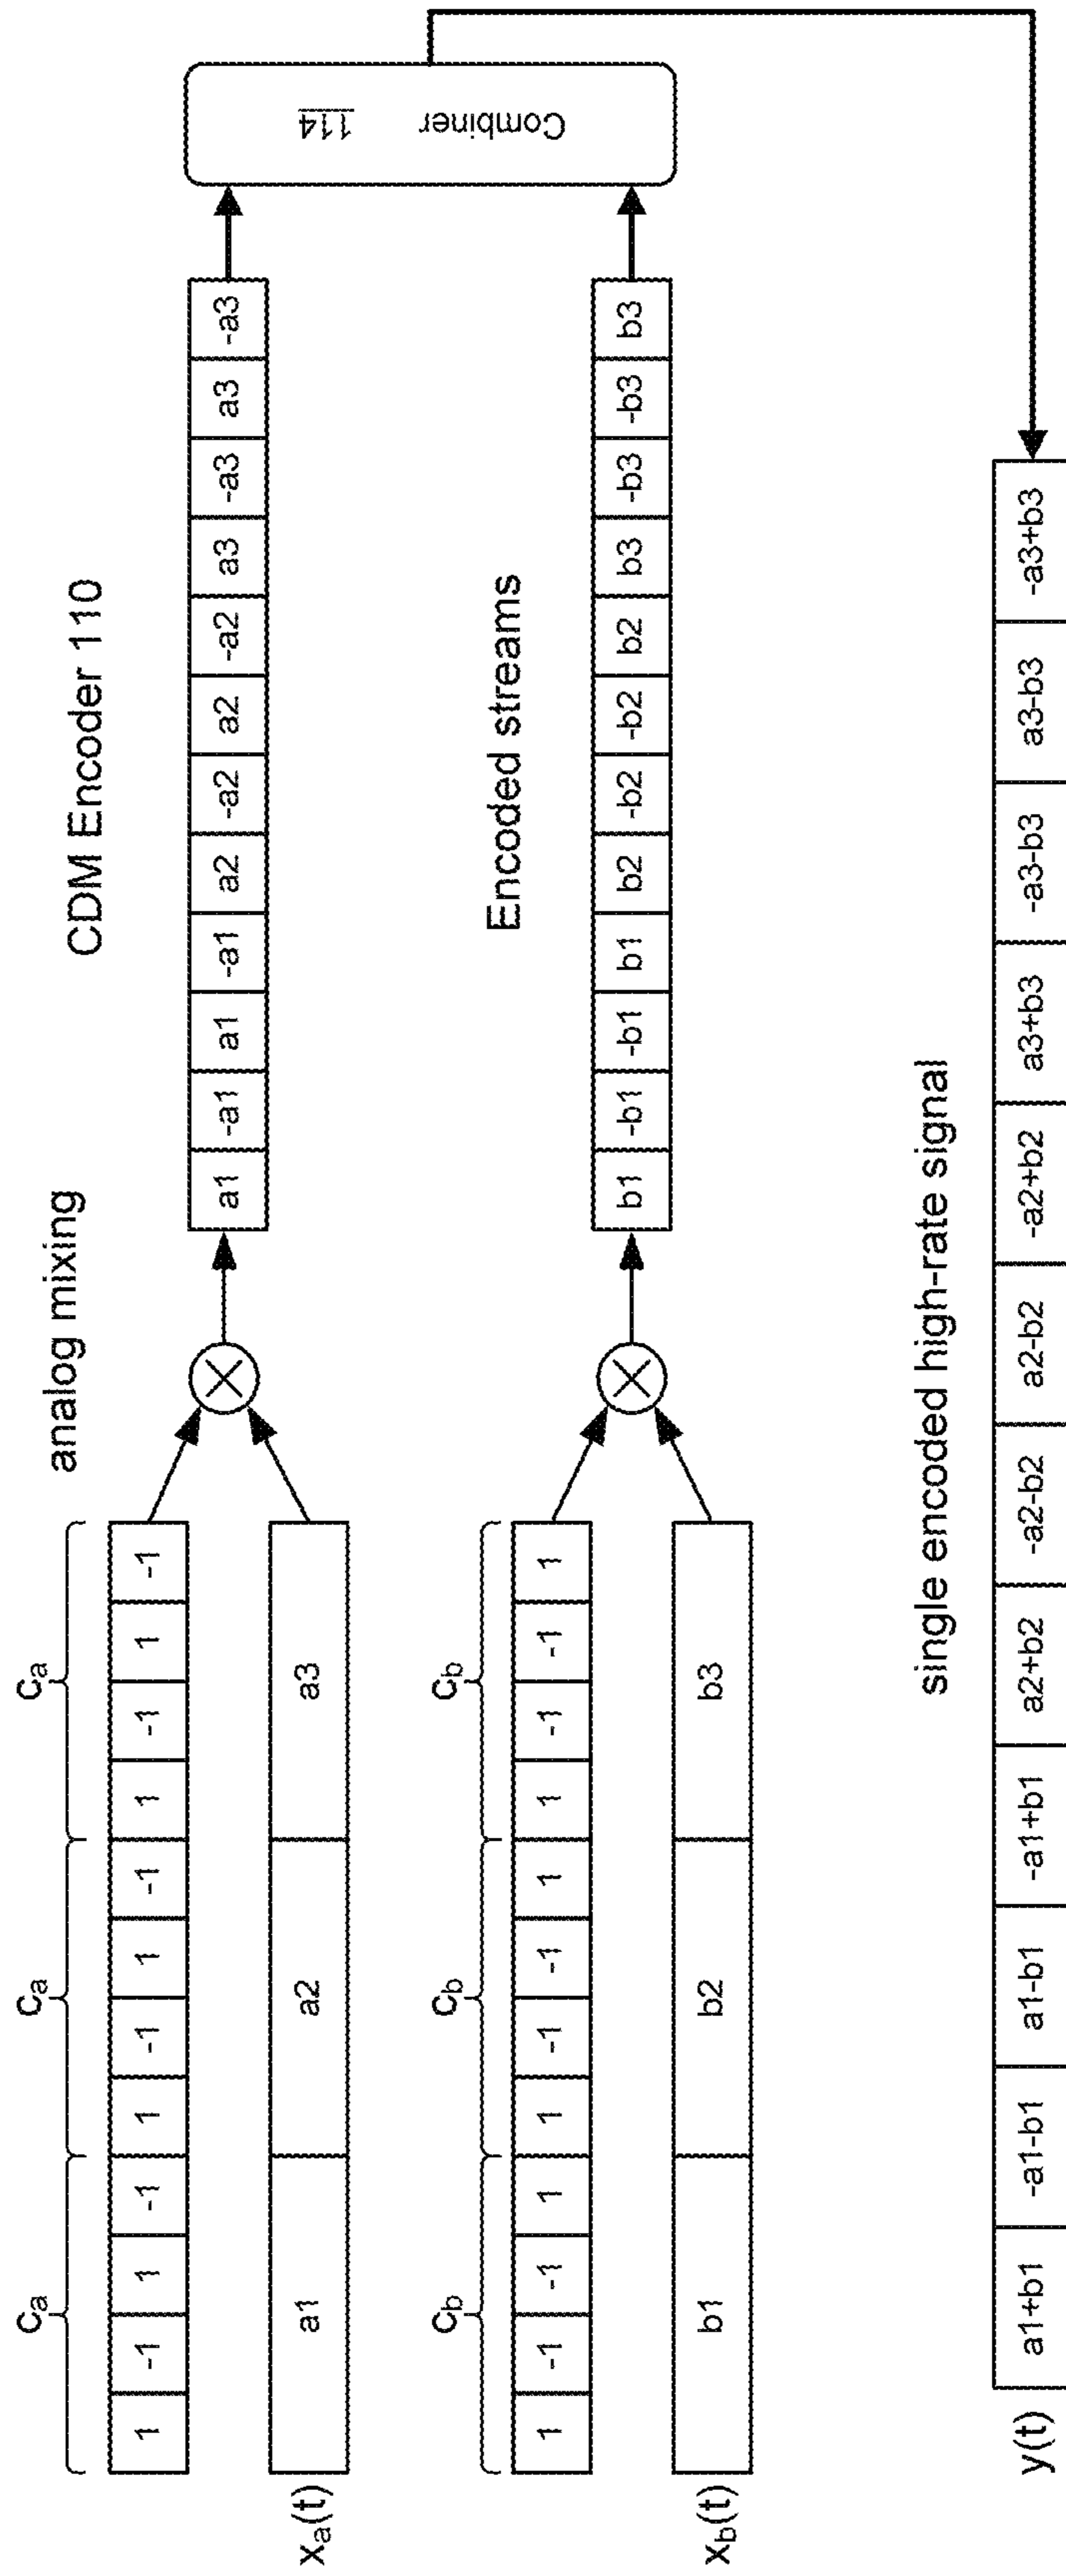 analog mixing
CDM Encoder 110
Ca Ca Ca
1 -1 1 -1 1 -1 1 -1 1 -1 1 -1
xa(t) a1 a2 a3
a1 -a1 a1 -a1 a2 -a2 a2 -a2 a3 -a3 a3 -a3
Combiner
114
Encoded streams
Cb Cb Cb
1 -1 -1 1 1 -1 -1 1 1 -1 -1 1
xb(t) b1 b2 b3
b1 -b1 -b1 b1 b2 -b2 -b2 b2 b3 -b3 -b3 b3
single encoded high-rate signal
y(t) a1+b1 -a1-b1 a1-b1 -a1+b1 a2+b2 -a2-b2 a2-b2 -a2+b2 a3+b3 -a3-b3 a3-b3 -a3+b3